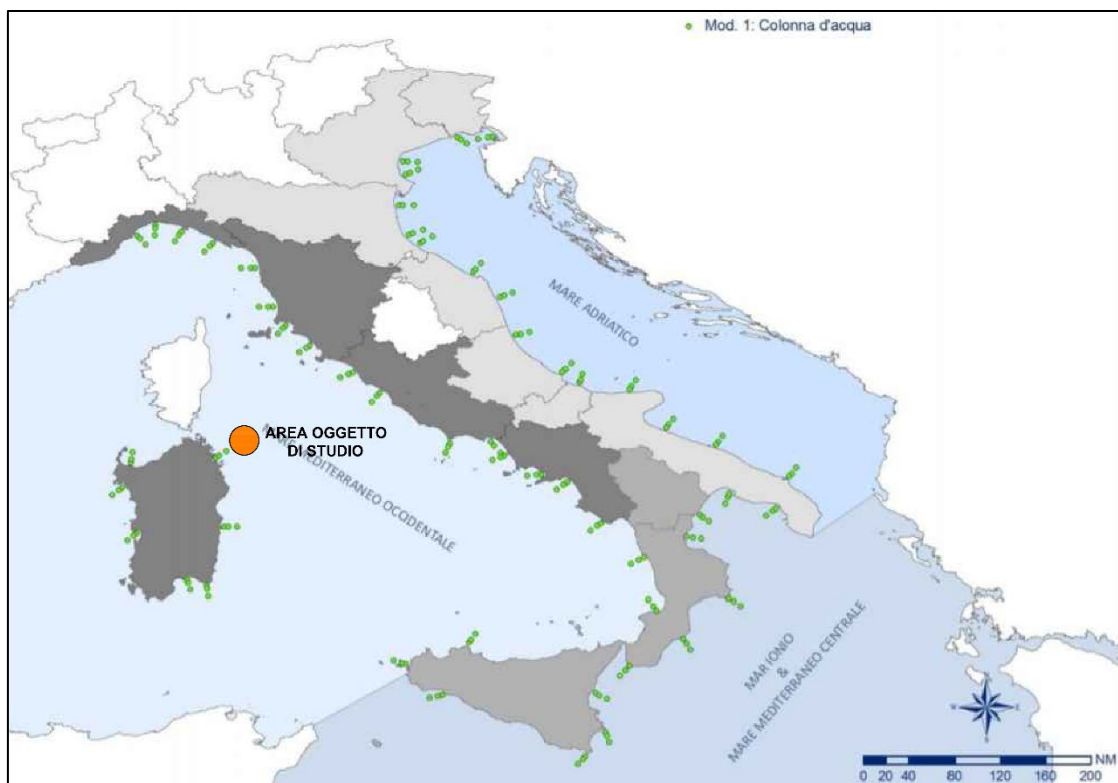 Mod. 1: Colonna d'acqua
MARE ADRIATICO
AREA OGGETTO
DI STUDIO
MARE MEDITERRANEO OCCIDENTALE
MAR IONIO
&
MARE MEDITERRANEO CENTRALE
N
W E
S
NM
0 20 40 80 120 160 200